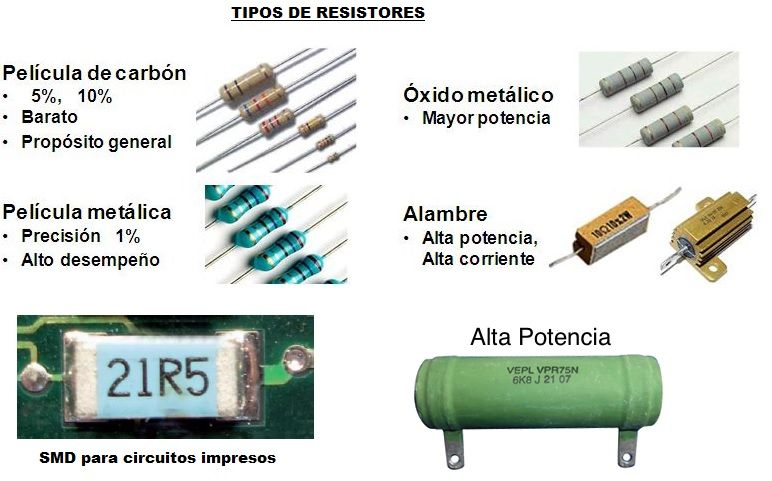 TIPOS DE RESISTORES
Película de carbón
• 5%, 10%
• Barato
• Propósito general
Óxido metálico
• Mayor potencia
Película metálica
• Precisión 1%
• Alto desempeño
Alambre
• Alta potencia,
Alta corriente
21R5
SMD para circuitos impresos
Alta Potencia
VEPL VPR75N
6K8 J 21 07